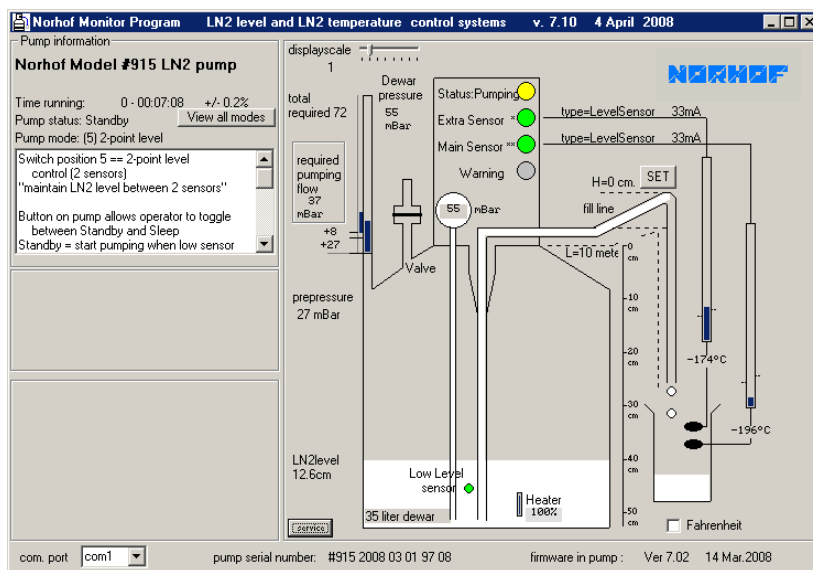 Norhof Monitor Program LN2 level and LN2 temperature control systems v. 7.10 4 April 2008
Pump information
Norhof Model #915 LN2 pump
Time running: 0 - 00:07:08 +/- 0.2%
Pump status: Standby
View all modes
Pump mode: (5) 2-point level
Switch position 5 == 2-point level
control (2 sensors)
"maintain LN2 level between 2 sensors"
Button on pump allows operator to toggle
between Standby and Sleep
Standby = start pumping when low sensor
displayscale
1
NORHOF
Dewar
pressure
55
mBar
total
required 72
Status:Pumping
Extra Sensor *
type=LevelSensor 33mA
Main Sensor **
type=LevelSensor 33mA
Warning
required
pumping
flow
37
mBar
H=0 cm.
SET
55 mBar
fill line
+8
+27
Valve
L=10 mete
0
cm
prepressure
27 mBar
-10
cm
-20
cm
-174°C
-30
cm
-196°C
-40
cm
LN2level
12.6cm
Low Level
sensor
Heater
100%
35 liter dewar
-50
cm
service
Fahrenheit
com. port com1 pump serial number: #915 2008 03 01 97 08 firmware in pump : Ver 7.02 14 Mar.2008